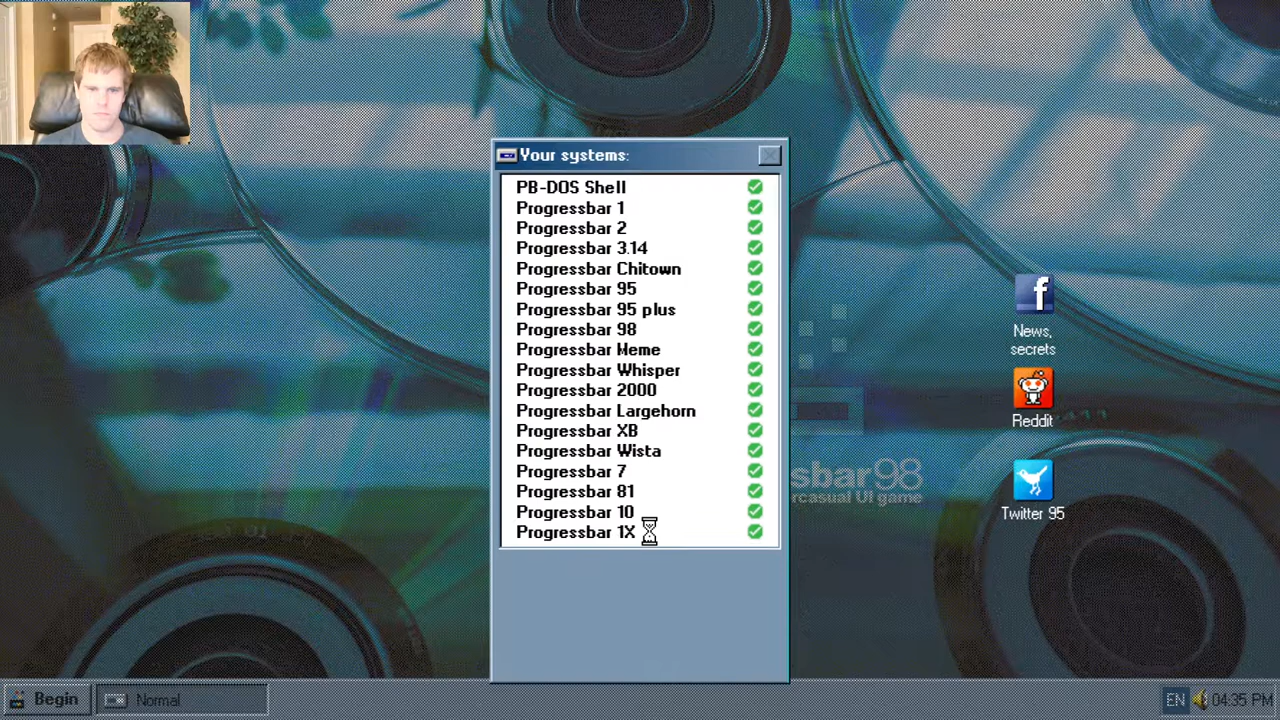 Your systems:
PB-DOS Shell
Progressbar 1
Progressbar 2
Progressbar 3.14
Progressbar Chitown
Progressbar 95
Progressbar 95 plus
Progressbar 98
Progressbar Meme
Progressbar Whisper
Progressbar 2000
Progressbar Largehorn
Progressbar XB
Progressbar Wista
Progressbar 7
Progressbar 81
Progressbar 10
Progressbar 1X
News,
secrets
Reddit
Twitter 95
sbar98
rcasual UI game
Begin
Normal
EN
04:35 PM